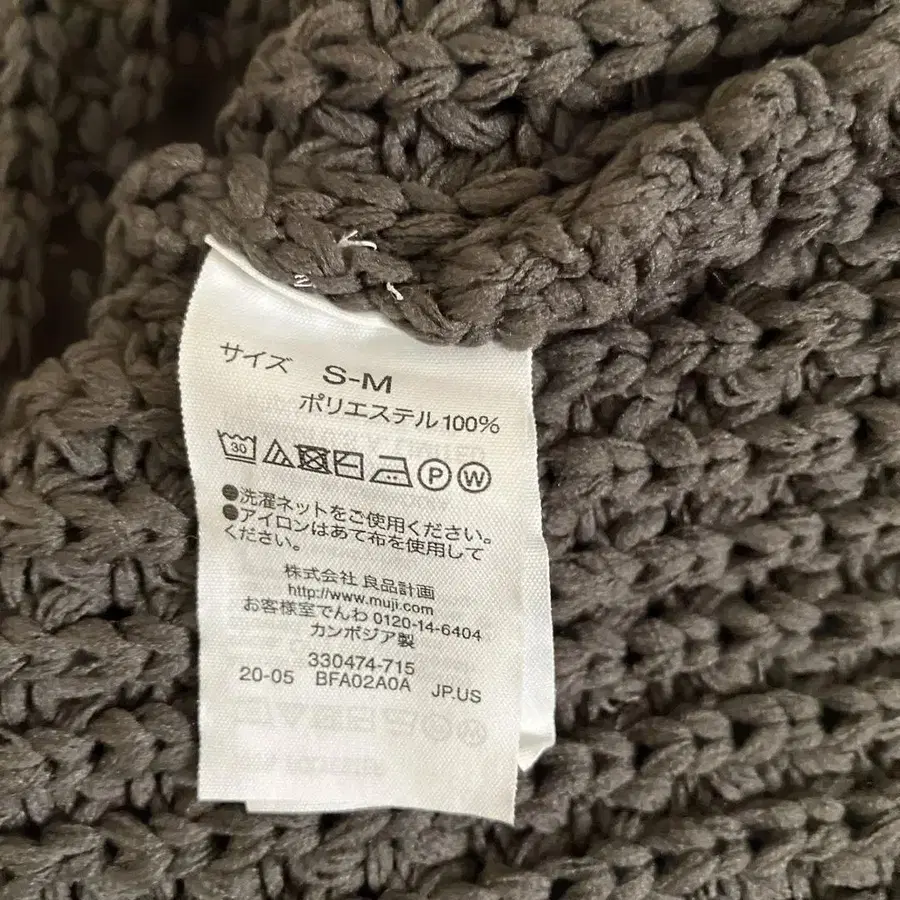 サイズ S-M
ポリエステル100%
30 P W
●洗濯ネットをご使用ください。
●アイロンはあて布を使用して
ください。
株式会社 良品計画
http://www.muji.com
お客様室でんわ 0120-14-6404
カンボジア製
330474-715
20-05 BFA02A0A JP.US